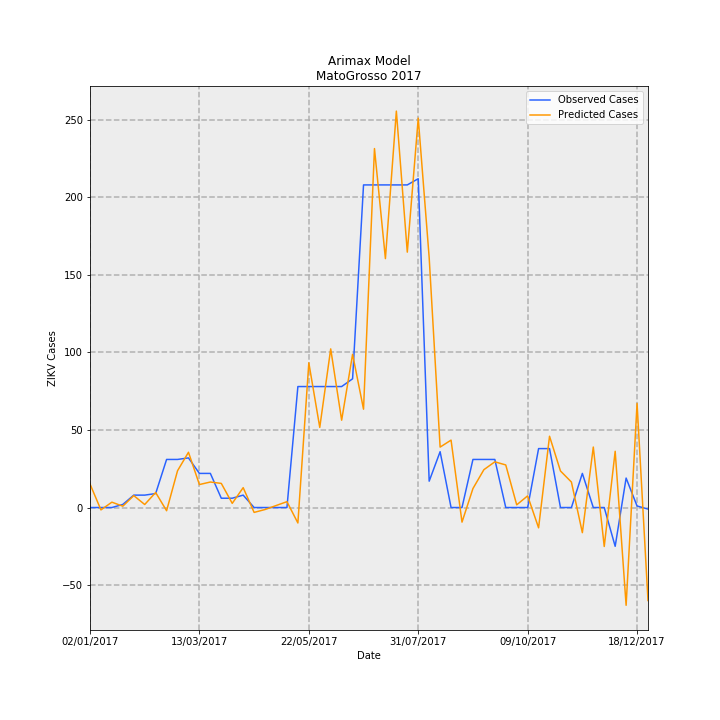 Arimax Model
MatoGrosso 2017
Observed Cases
Predicted Cases
250
200
150
100
50
0
−50
ZIKV Cases
02/01/2017 13/03/2017 22/05/2017 31/07/2017 09/10/2017 18/12/2017
Date